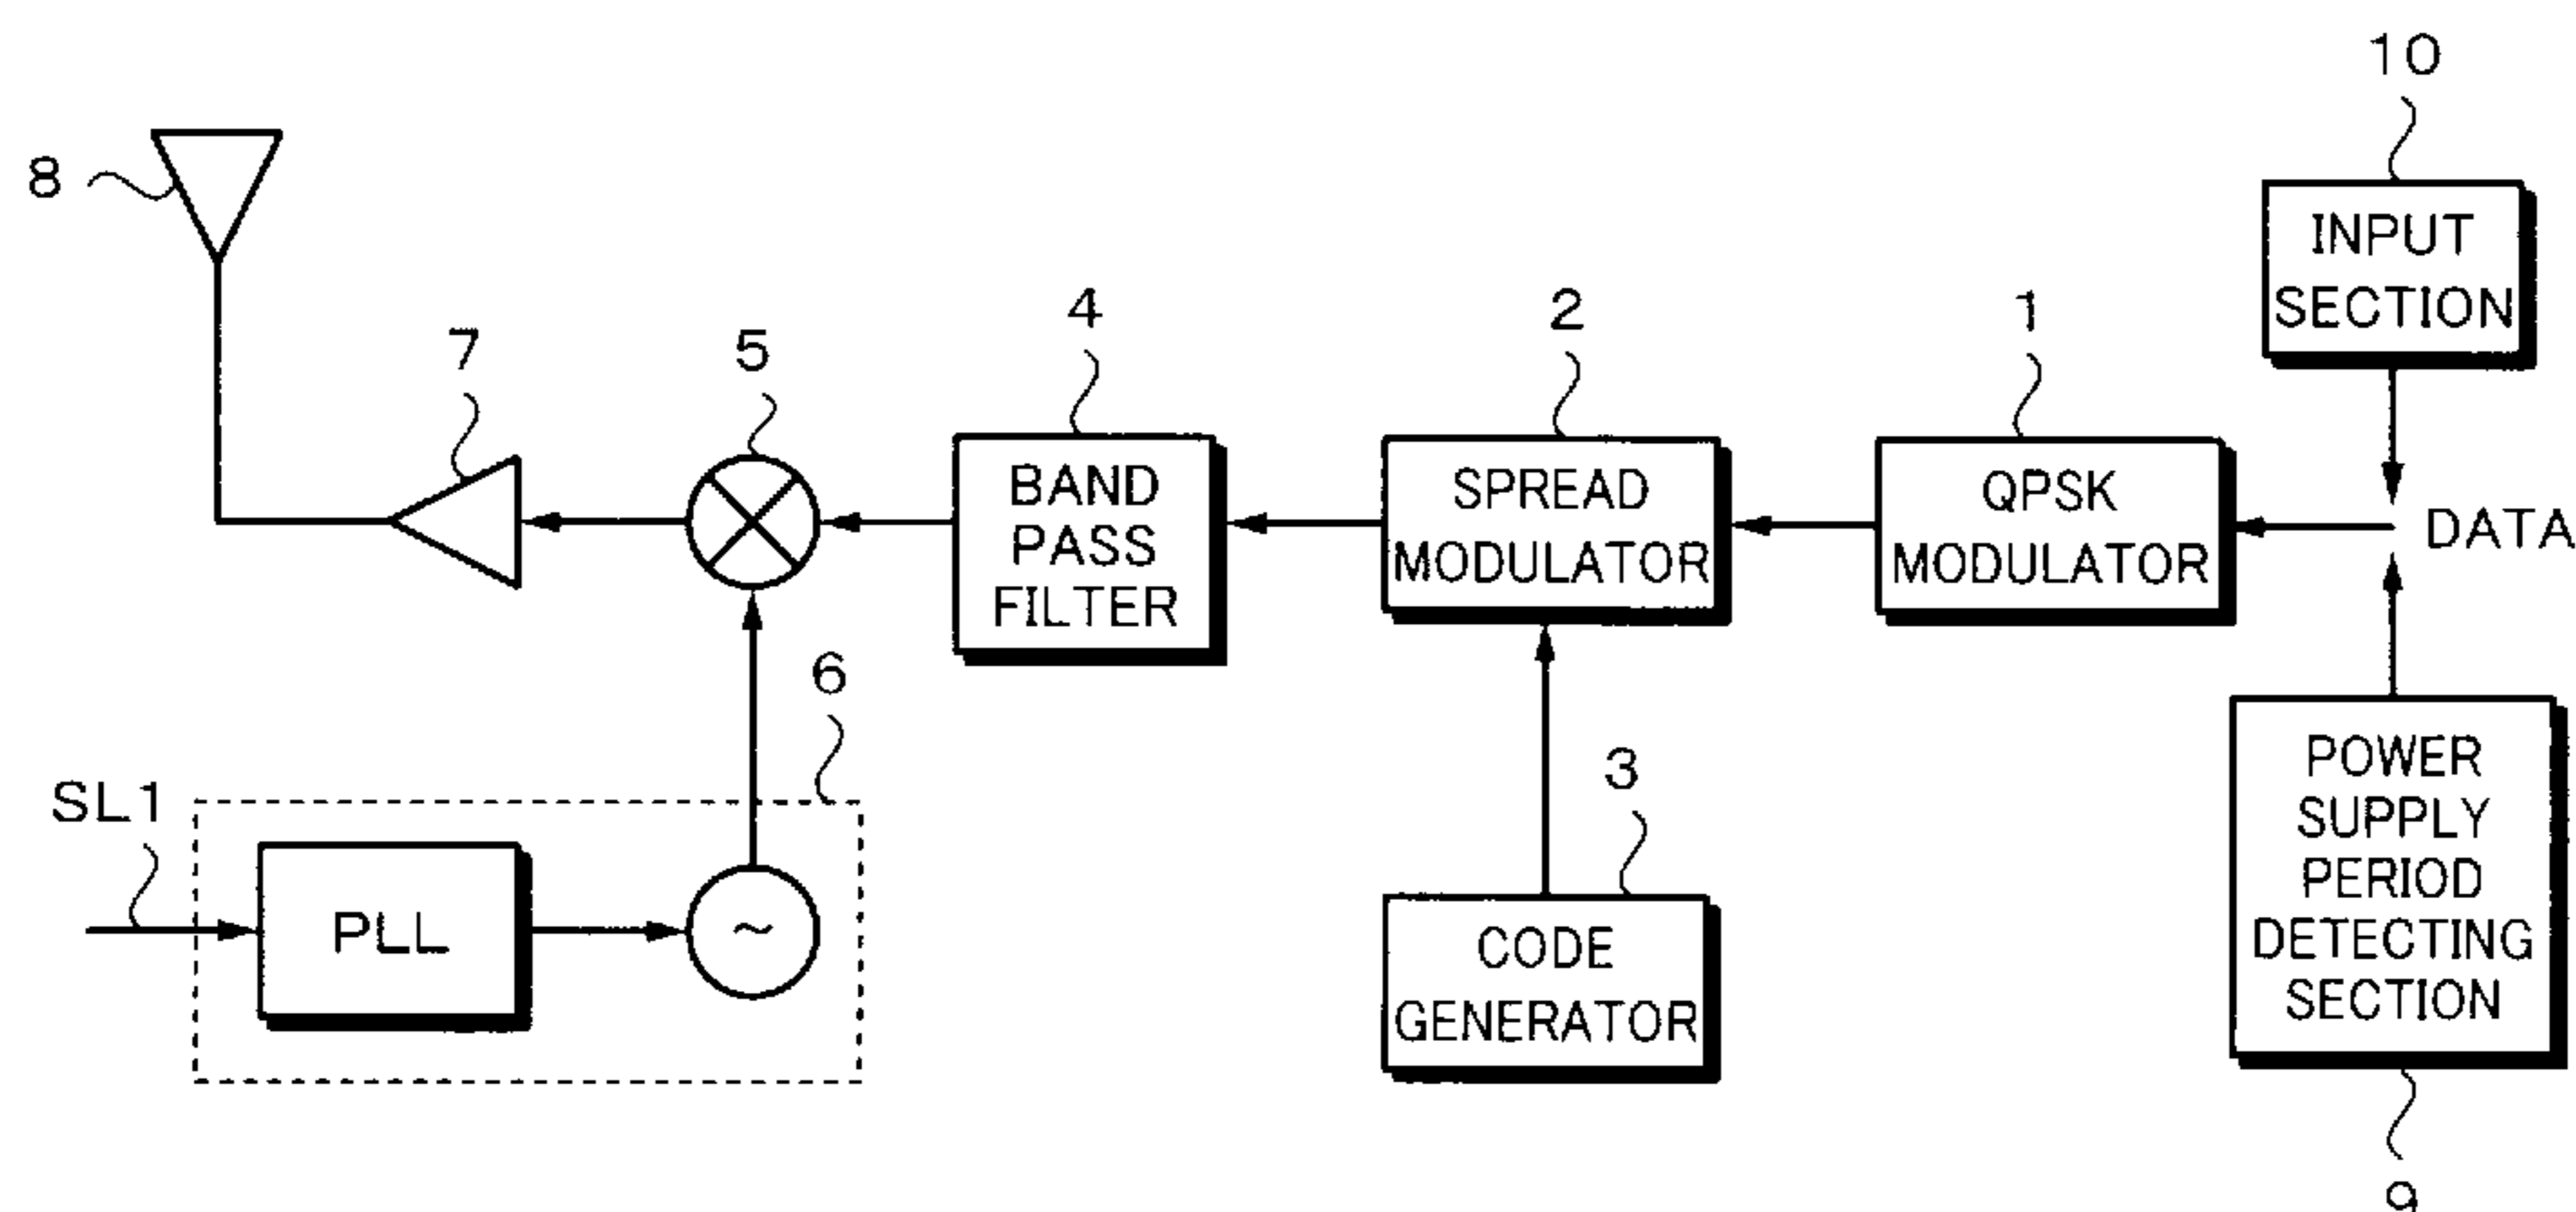 10
8
INPUT
SECTION
7
5
4
2
1
BAND
PASS
FILTER
SPREAD
MODULATOR
QPSK
MODULATOR
DATA
6
SL1
PLL
~
3
CODE
GENERATOR
POWER
SUPPLY
PERIOD
DETECTING
SECTION
9